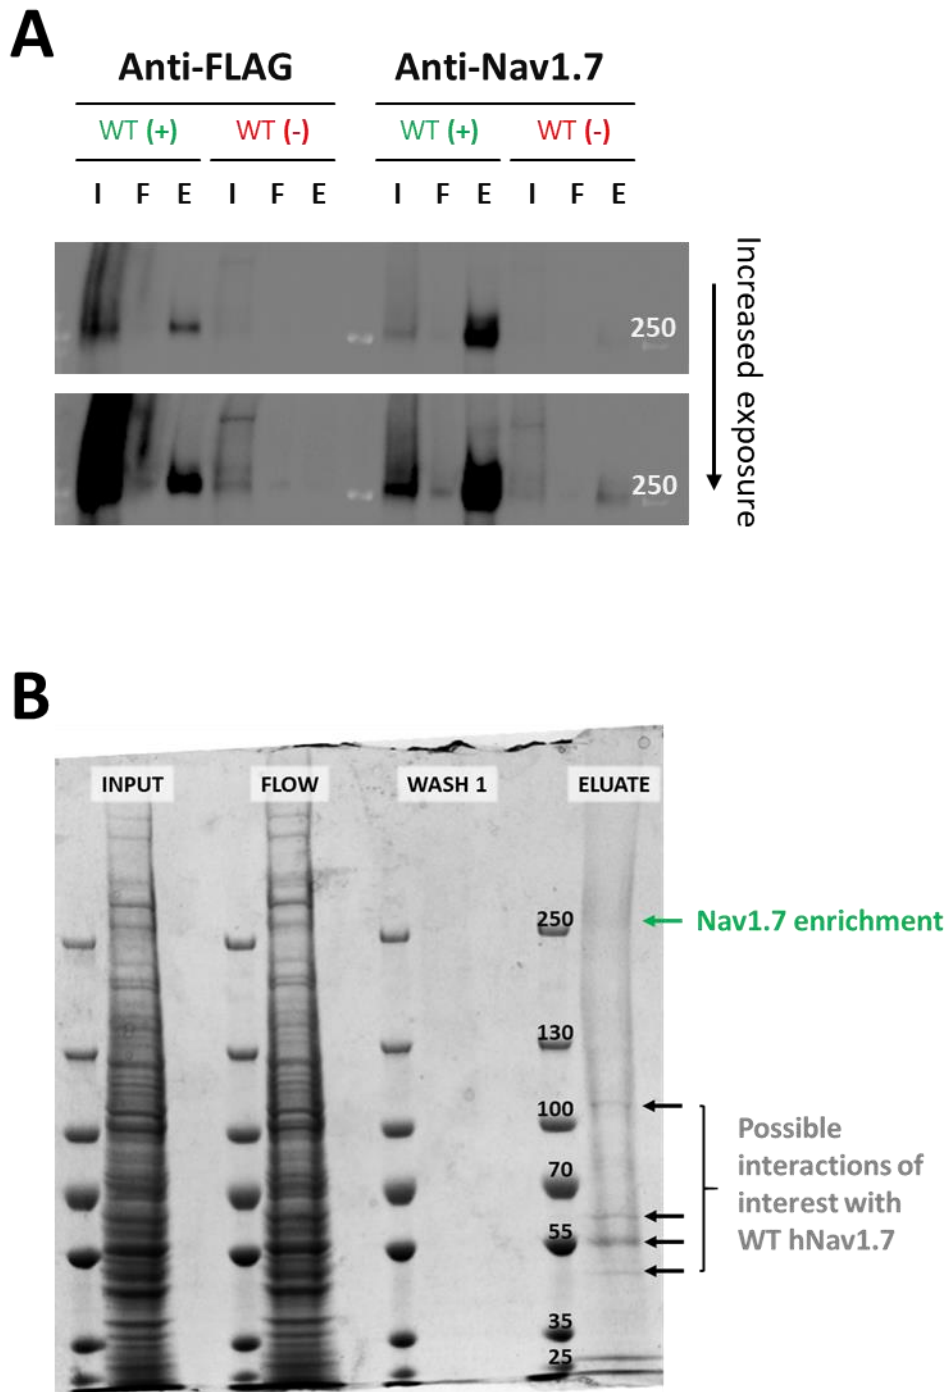 A
Anti-FLAG Anti-Nav1.7
WT (+) WT (-) WT (+) WT (-)
I F E I F E I F E I F E
250
250
Increased exposure
B
INPUT FLOW WASH 1 ELUATE
250
Nav1.7 enrichment
130
100
70
55
35
25
Possible
interactions of
interest with
WT hNav1.7